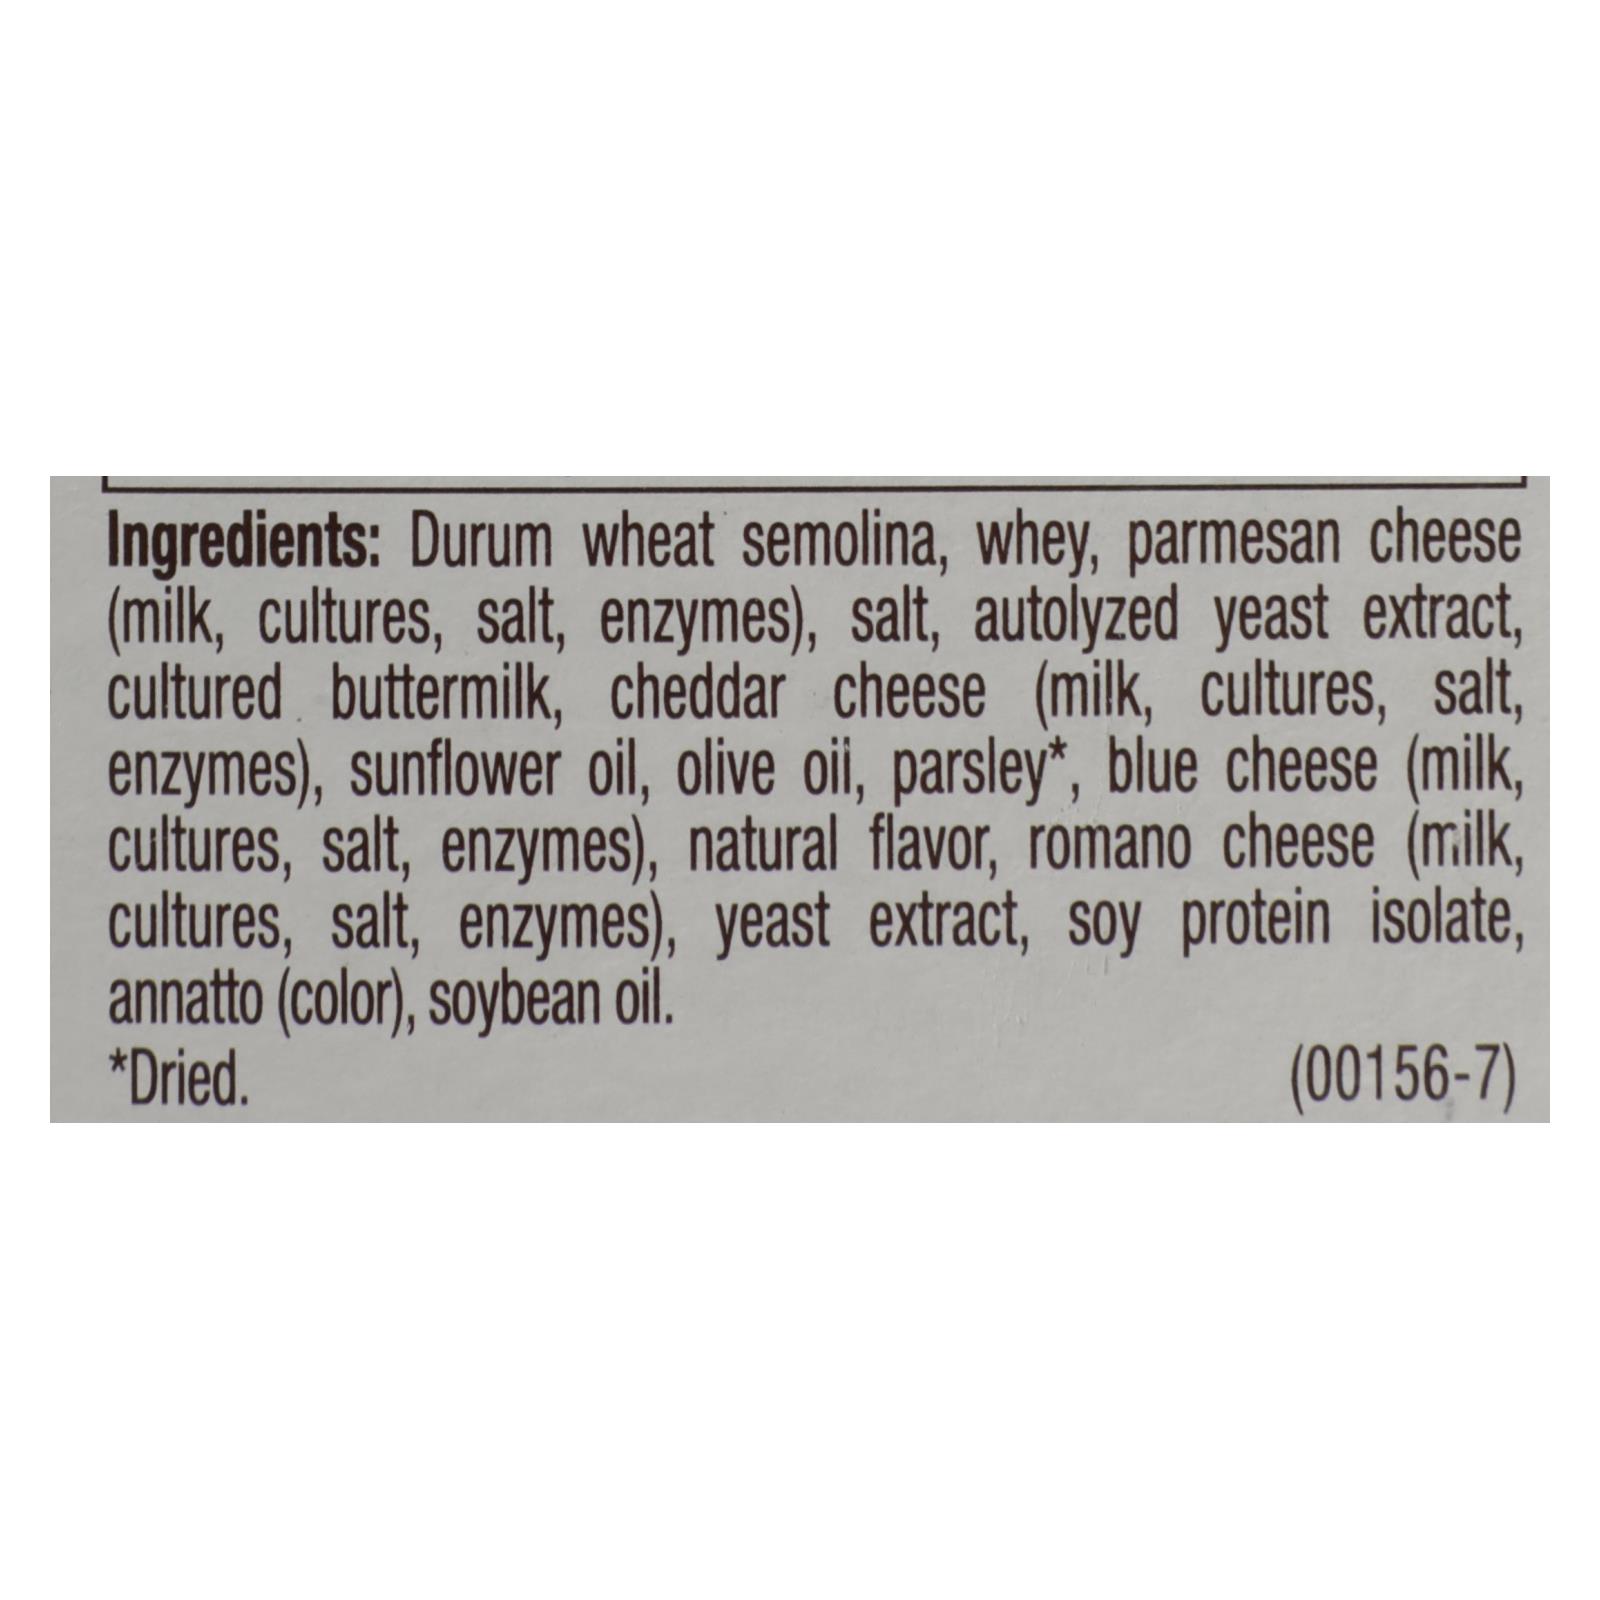 Ingredients: Durum wheat semolina, whey, parmesan cheese
(milk, cultures, salt, enzymes), salt, autolyzed yeast extract,
cultured buttermilk, cheddar cheese (milk, cultures, salt,
enzymes), sunflower oil, olive oil, parsley*, blue cheese (milk,
cultures, salt, enzymes), natural flavor, romano cheese (milk,
cultures, salt, enzymes), yeast extract, soy protein isolate,
annatto (color), soybean oil.
*Dried. (00156-7)